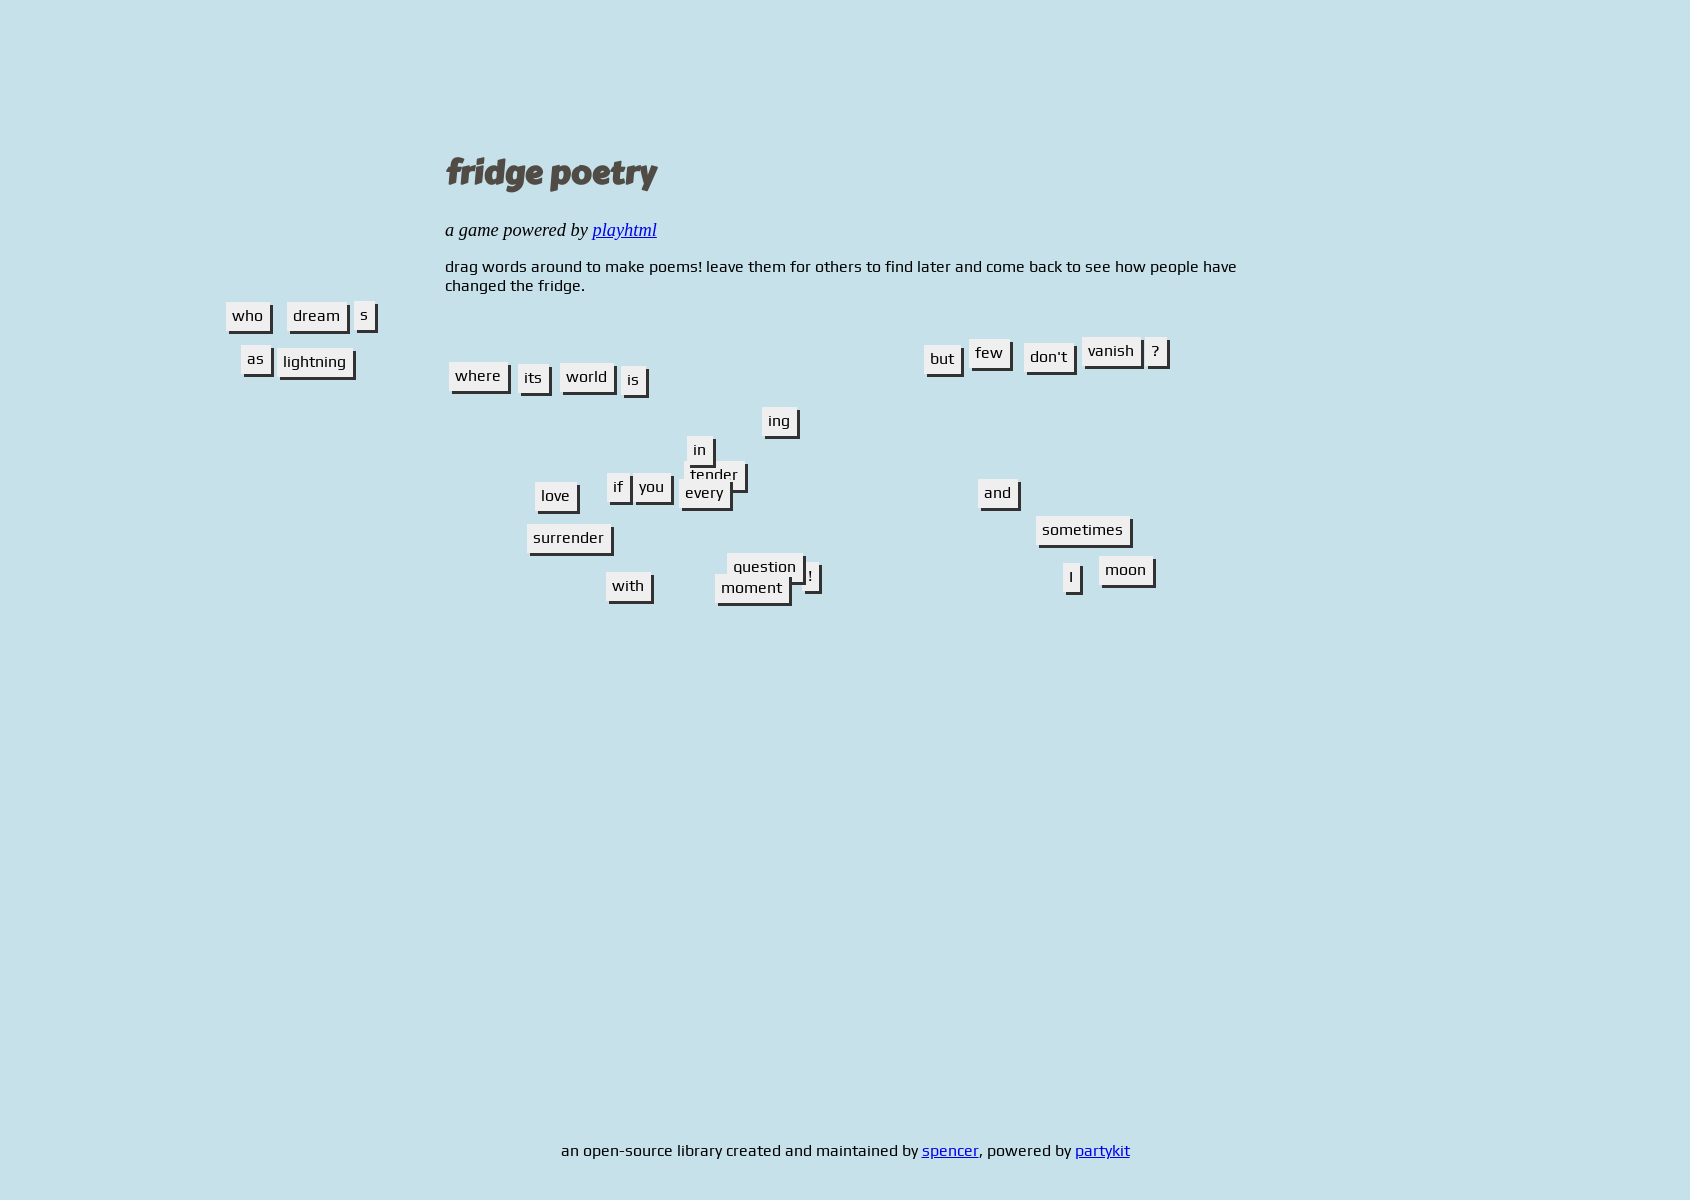 fridge poetry
a game powered by playhtml
drag words around to make poems! leave them for others to find later and come back to see how people have
changed the fridge.
who dream s
as lightning
where its world is
but few don't vanish ?
ing
in
tender
love if you every
surrender
with
question
moment !
and
sometimes
I moon
an open-source library created and maintained by spencer, powered by partykit